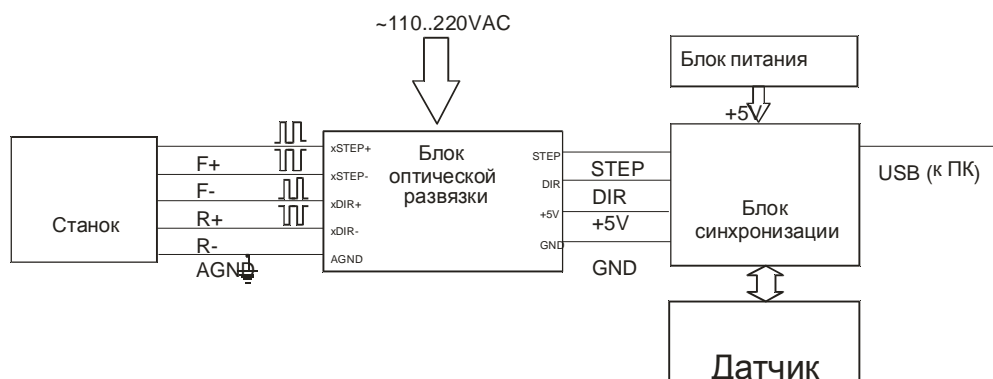 ~110..220VAC
Блок питания
+5V
Станок
F+
F-
R+
R-
AGND
xSTEP+
xSTEP-
xDIR+
xDIR-
AGND
Блок
оптической
развязки
STEP
DIR
+5V
GND
STEP
DIR
+5V
GND
Блок
синхронизации
USB (к ПК)
Датчик